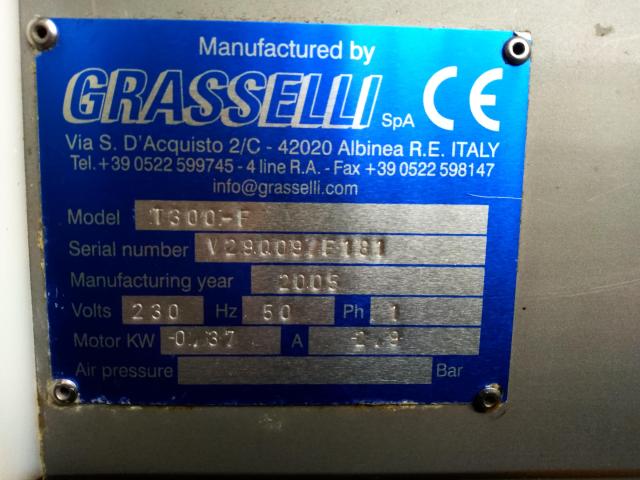 Manufactured by
GRASSELLI SpA CE
Via S. D'Acquisto 2/C - 42020 Albinea R.E. ITALY
Tel.+39 0522 599745 - 4 line R.A. - Fax +39 0522 598147
info@grasselli.com
Model T300-F
Serial number V29009/F181
Manufacturing year 2005
Volts 230 Hz 50 Ph 1
Motor KW 0.37 A 2.9
Air pressure Bar